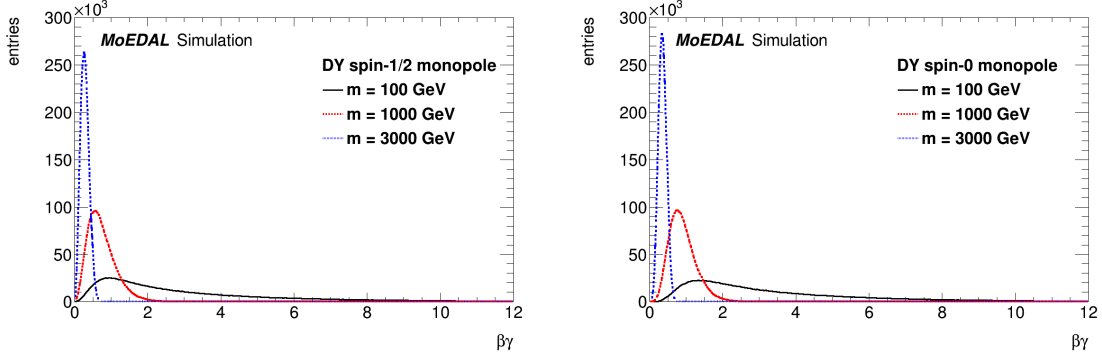 ×10³
300
250
200
150
100
50
0
entries
MoEDAL Simulation
DY spin-1/2 monopole
m = 100 GeV
m = 1000 GeV
m = 3000 GeV
0 2 4 6 8 10 12
βγ
×10³
300
250
200
150
100
50
0
entries
MoEDAL Simulation
DY spin-0 monopole
m = 100 GeV
m = 1000 GeV
m = 3000 GeV
0 2 4 6 8 10 12
βγ